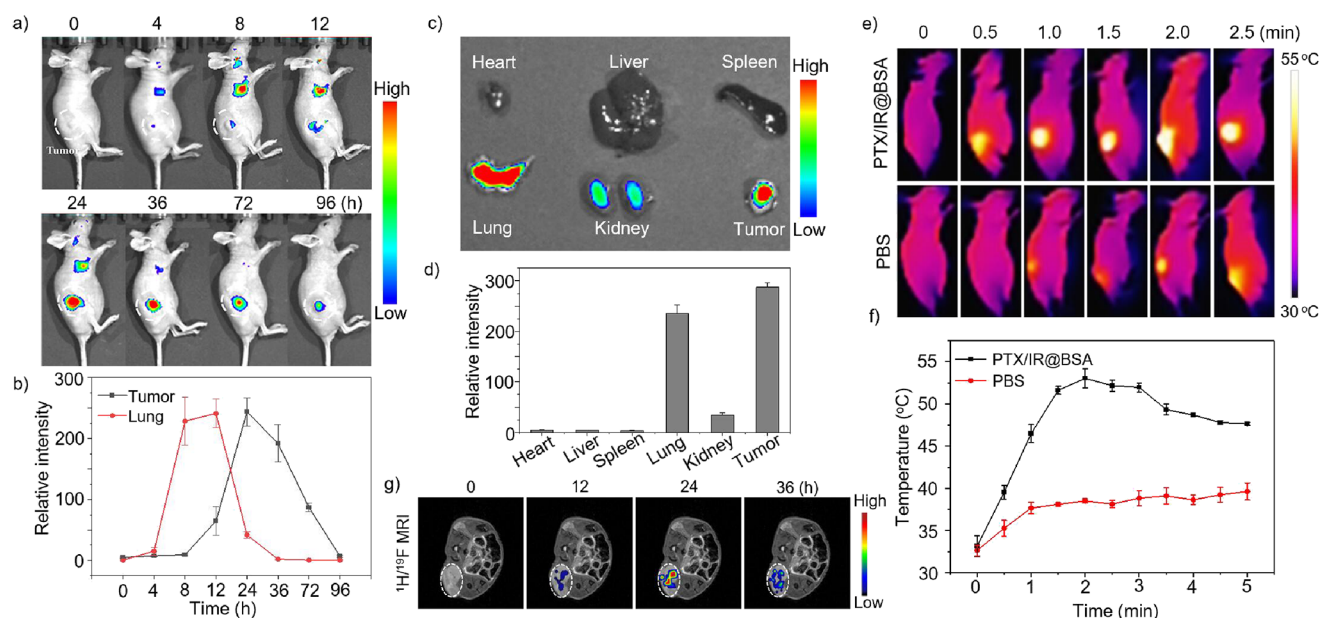 a)
0 4 8 12
Tumor
24 36 72 96 (h)
High
Low
b)
Relative intensity
300
200
100
0
Tumor
Lung
0 4 8 12 24 36 72 96
Time (h)
c)
Heart Liver Spleen
Lung Kidney Tumor
High
Low
d)
Relative intensity
300
200
100
0
Heart Liver Spleen Lung Kidney Tumor
g)
0 12 24 36 (h)
¹H/¹⁹F MRI
High
Low
e)
0 0.5 1.0 1.5 2.0 2.5 (min)
PTX/IR@BSA
PBS
55 ºC
30 ºC
f)
Temperature (ºC)
55
50
45
40
35
30
PTX/IR@BSA
PBS
0 1 2 3 4 5
Time (min)